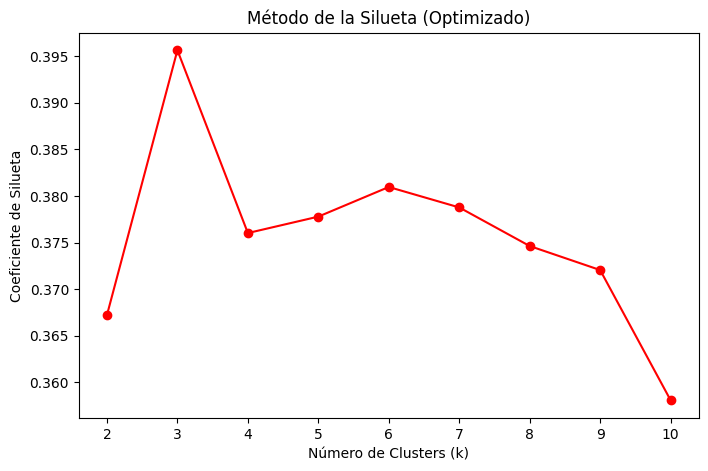 Método de la Silueta (Optimizado)
Coeficiente de Silueta
0.395
0.390
0.385
0.380
0.375
0.370
0.365
0.360
2 3 4 5 6 7 8 9 10
Número de Clusters (k)